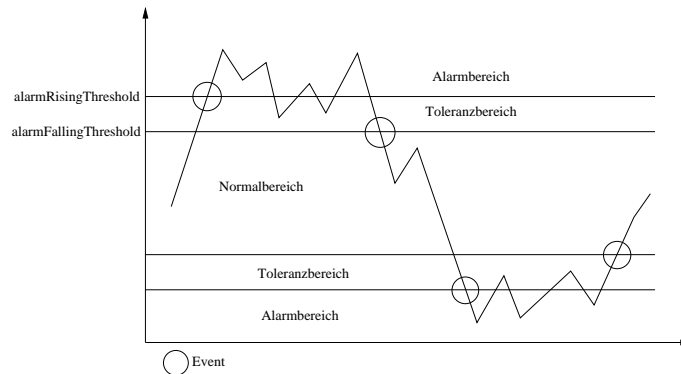 Alarmbereich
alarmRisingThreshold
Toleranzbereich
alarmFallingThreshold
Normalbereich
Toleranzbereich
Alarmbereich
Event